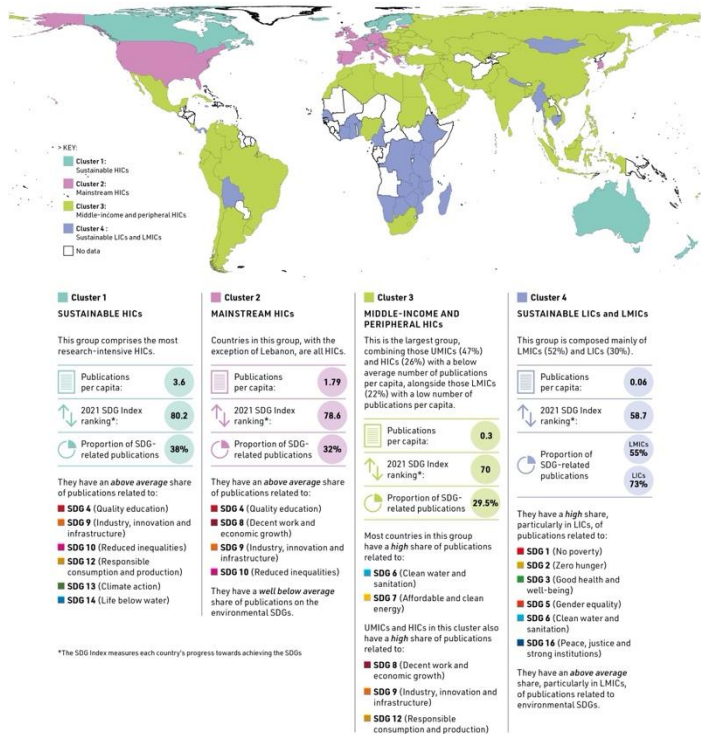 > KEY:
Cluster 1:
Sustainable HICs
Cluster 2:
Mainstream HICs
Cluster 3:
Middle-income and peripheral HICs
Cluster 4 :
Sustainable LICs and LMICs
No data
Cluster 1
SUSTAINABLE HICs
This group comprises the most
research-intensive HICs.
Publications
per capita:
3.6
2021 SDG Index
ranking*:
80.2
Proportion of SDG-
related publications
38%
They have an above average share
of publications related to:
SDG 4 (Quality education)
SDG 9 (Industry, innovation and
infrastructure)
SDG 10 (Reduced inequalities)
SDG 12 (Responsible
consumption and production)
SDG 13 (Climate action)
SDG 14 (Life below water)
*The SDG Index measures each country's progress towards achieving the SDGs
Cluster 2
MAINSTREAM HICs
Countries in this group, with the
exception of Lebanon, are all HICs.
Publications
per capita:
1.79
2021 SDG Index
ranking*:
78.6
Proportion of SDG-
related publications
32%
They have an above average share
of publications related to:
SDG 4 (Quality education)
SDG 8 (Decent work and
economic growth)
SDG 9 (Industry, innovation and
infrastructure)
SDG 10 (Reduced inequalities)
They have a well below average
share of publications on the
environmental SDGs.
Cluster 3
MIDDLE-INCOME AND
PERIPHERAL HICs
This is the largest group,
combining those UMICs (47%)
and HICs (26%) with a below
average number of publications
per capita, alongside those LMICs
(22%) with a low number of
publications per capita.
Publications
per capita:
0.3
2021 SDG Index
ranking*:
70
Proportion of SDG-
related publications
29.5%
Most countries in this group
have a high share of publications
related to:
SDG 6 (Clean water and
sanitation)
SDG 7 (Affordable and clean
energy)
UMICs and HICs in this cluster also
have a high share of publications
related to:
SDG 8 (Decent work and
economic growth)
SDG 9 (Industry, innovation and
infrastructure)
SDG 12 (Responsible
consumption and production)
Cluster 4
SUSTAINABLE LICs and LMICs
This group is composed mainly of
LMICs (52%) and LICs (30%).
Publications
per capita:
0.06
2021 SDG Index
ranking*:
58.7
Proportion of
SDG-related
publications
LMICs
55%
LICs
73%
They have a high share,
particularly in LICs, of
publications related to:
SDG 1 (No poverty)
SDG 2 (Zero hunger)
SDG 3 (Good health and
well-being)
SDG 5 (Gender equality)
SDG 6 (Clean water and
sanitation)
SDG 16 (Peace, justice and
strong institutions)
They have an above average
share, particularly in LMICs,
of publications related to
environmental SDGs.